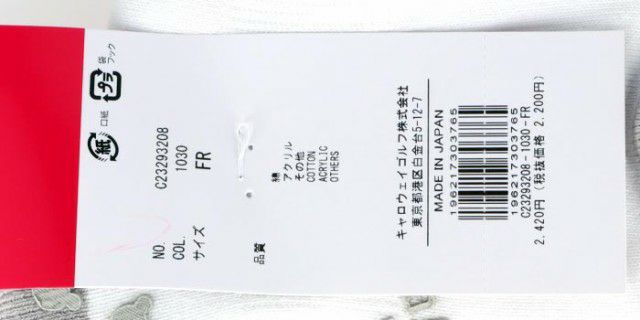 紙
口紙
プラ
袋
フック
NO. C23293208
COL. 1030
サイズ FR
品質
綿
アクリル
その他
COTTON
ACRYLIC
OTHERS
キャロウェイゴルフ株式会社
東京都港区白金台5-12-7
MADE IN JAPAN
196217303765
196217303765
C23293208-1030-FR
2,420円 (税抜価格 2,200円)